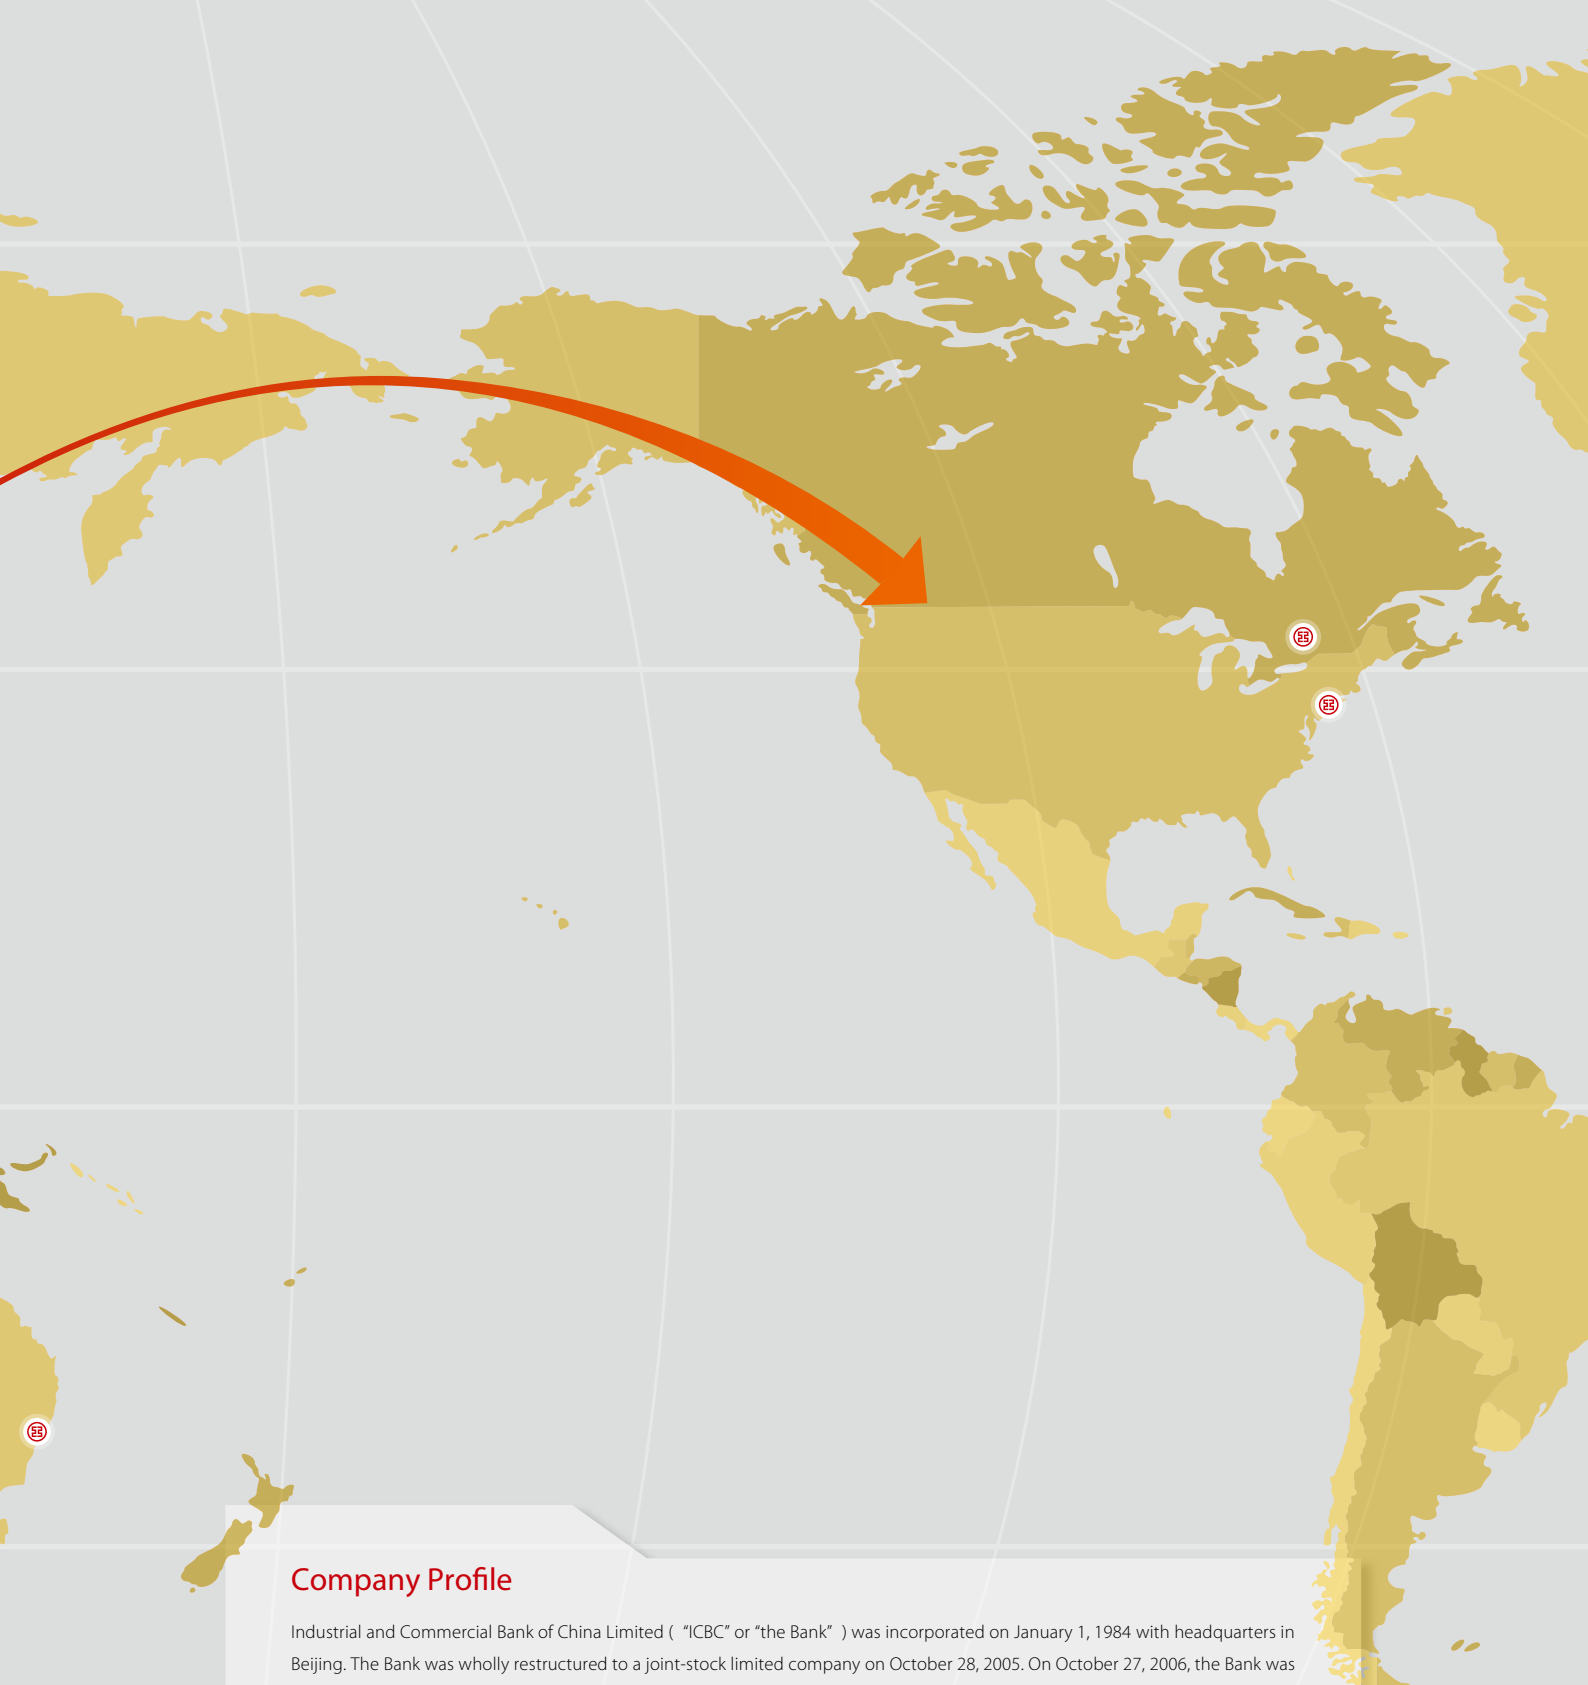 Company Profile
Industrial and Commercial Bank of China Limited ( “ICBC” or “the Bank” ) was incorporated on January 1, 1984 with headquarters in
Beijing. The Bank was wholly restructured to a joint-stock limited company on October 28, 2005. On October 27, 2006, the Bank was